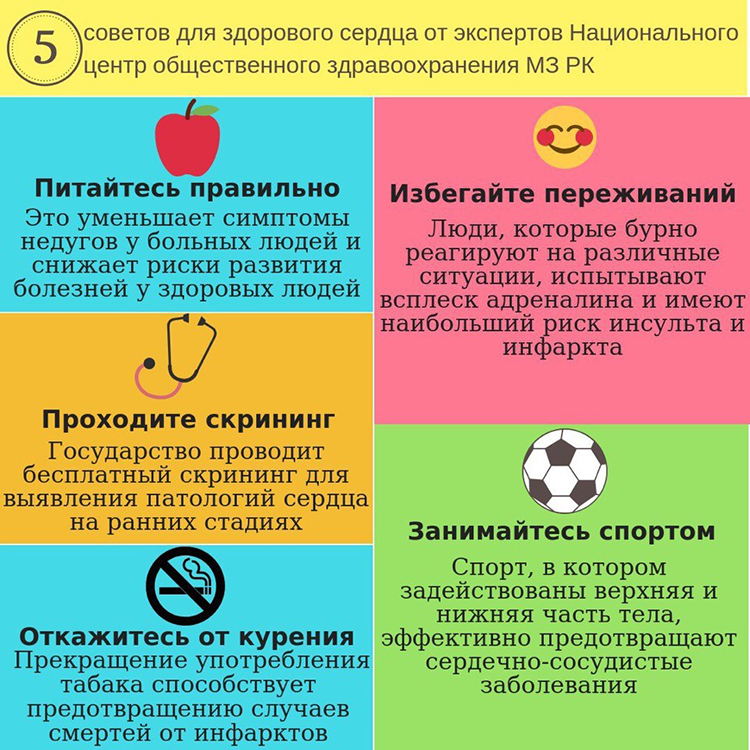 5
советов для здорового сердца от экспертов Национального
центр общественного здравоохранения МЗ РК
Питайтесь правильно
Это уменьшает симптомы
недугов у больных людей и
снижает риски развития
болезней у здоровых людей
Избегайте переживаний
Люди, которые бурно
реагируют на различные
ситуации, испытывают
всплеск адреналина и имеют
наибольший риск инсульта и
инфаркта
Проходите скрининг
Государство проводит
бесплатный скрининг для
выявления патологий сердца
на ранних стадиях
Занимайтесь спортом
Спорт, в котором
задействованы верхняя и
нижняя часть тела,
эффективно предотвращают
сердечно-сосудистые
заболевания
Откажитесь от курения
Прекращение употребления
табака способствует
предотвращению случаев
смертей от инфарктов